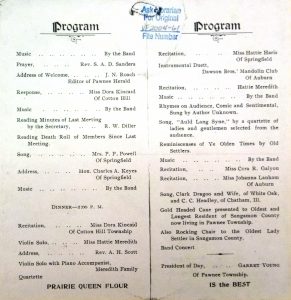 Program
Music By the Band
Prayer, Rev. S. A. D. Sanders
Address of Welcome, J. N. Roach
Editor of Pawnee Herald
Response, Miss Dora Kincaid
Of Cotton Hill
Music By the Band
Reading Minutes of Last Meeting
by the Secretary, R. W. Diller
Reading Death Roll of Members Since Last
Meeting.
Song, Mrs. P. F. Powell
Of Springfield
Address, Hon. Charles A. Keyes
Of Springfield
Music By the Band
DINNER—
Recitation, Miss Dora Kincaid
Of Cotton Hill Township
Violin Solo, Miss Hattie Meredith
Address, Rev. A. H. Scott
Violin Solo with Piano Accompaniment,
Meredith Family
Quartette
PRAIRIE QUEEN FLOUR
Ask Librarian
For Original
File Number
Program
Recitation, Miss Hattie Haris
Of Springfield
Instrumental Duett,
Dawson Bros.' Mandolin Club
Of Auburn
Recitation, Hattie Meredith
Music By the Band
Rhymes on Audience, Comic and Sentimental,
Song by Author Unknown.
Song, "Auld Lang Syne," by a quartette of
ladies and gentlemen selected from the
audience.
Reminiscences of Ye Olden Times by Old
Settlers.
Music By the Band
Recitation, Miss Cora K. Galyon
Recitation, Miss Johanna Lonham
Of Auburn
Song, Clark Dragoo and Wife, of White Oak,
and C. C. Headley, of Chatham, Ill.
Gold Headed Cane presented to Oldest and
Longest Resident of Sangamon County
now living in Pawnee Township.
Also Rocking Chair to the Oldest Lady
Settler in Sangamon County.
Band Concert
President of Day, GARRET YOUNG
Of Pawnee Township.
IS the BEST